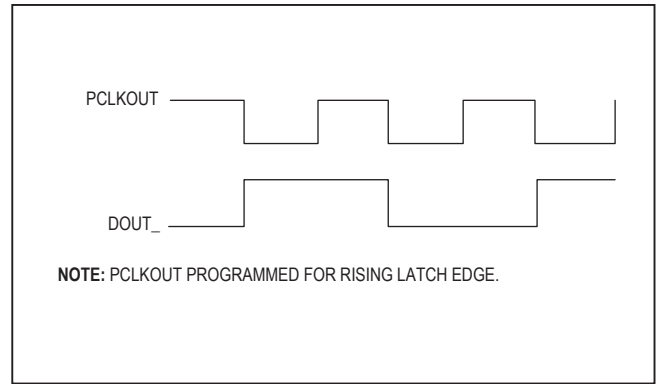 PCLKOUT
DOUT_
NOTE: PCLKOUT PROGRAMMED FOR RISING LATCH EDGE.